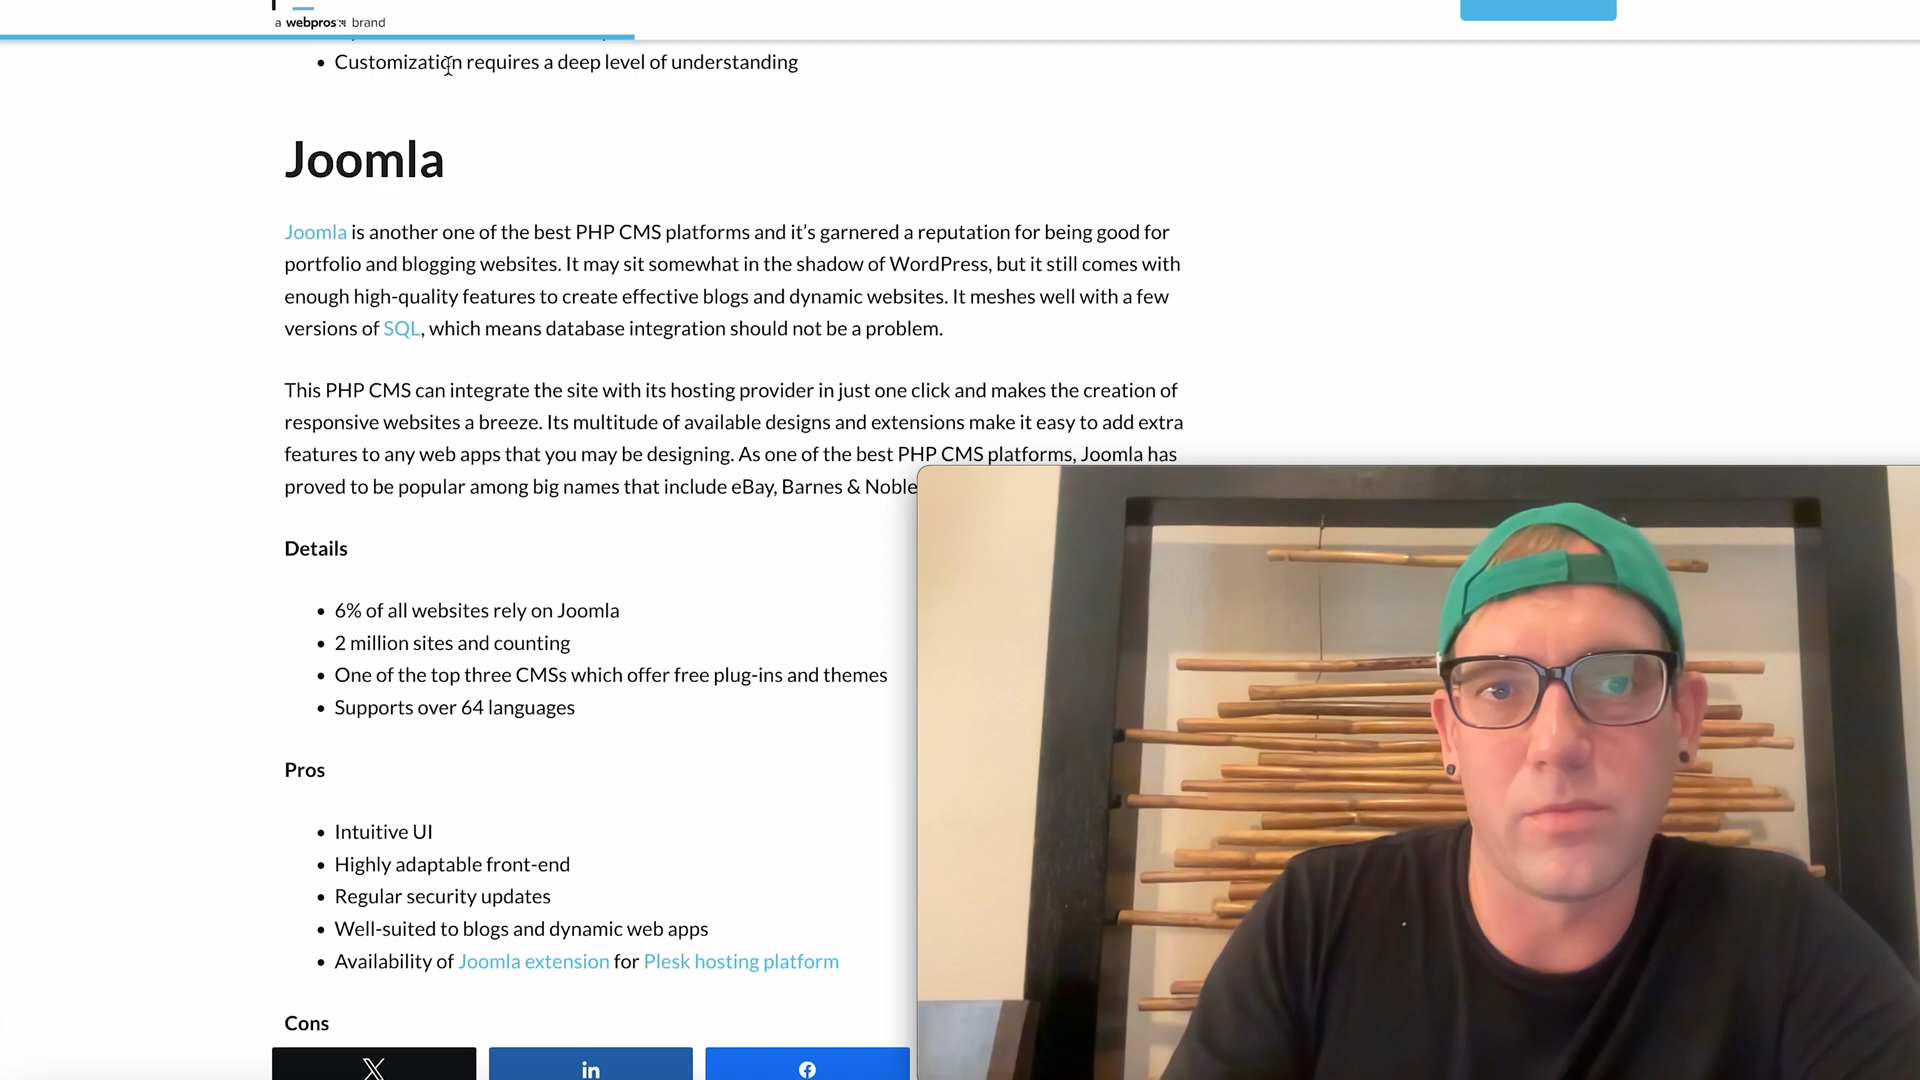 a webpros brand
Customization requires a deep level of understanding
Joomla
Joomla is another one of the best PHP CMS platforms and it’s garnered a reputation for being good for
portfolio and blogging websites. It may sit somewhat in the shadow of WordPress, but it still comes with
enough high-quality features to create effective blogs and dynamic websites. It meshes well with a few
versions of SQL, which means database integration should not be a problem.
This PHP CMS can integrate the site with its hosting provider in just one click and makes the creation of
responsive websites a breeze. Its multitude of available designs and extensions make it easy to add extra
features to any web apps that you may be designing. As one of the best PHP CMS platforms, Joomla has
proved to be popular among big names that include eBay, Barnes & Noble
Details
• 6% of all websites rely on Joomla
• 2 million sites and counting
• One of the top three CMSs which offer free plug-ins and themes
• Supports over 64 languages
Pros
• Intuitive UI
• Highly adaptable front-end
• Regular security updates
• Well-suited to blogs and dynamic web apps
• Availability of Joomla extension for Plesk hosting platform
Cons